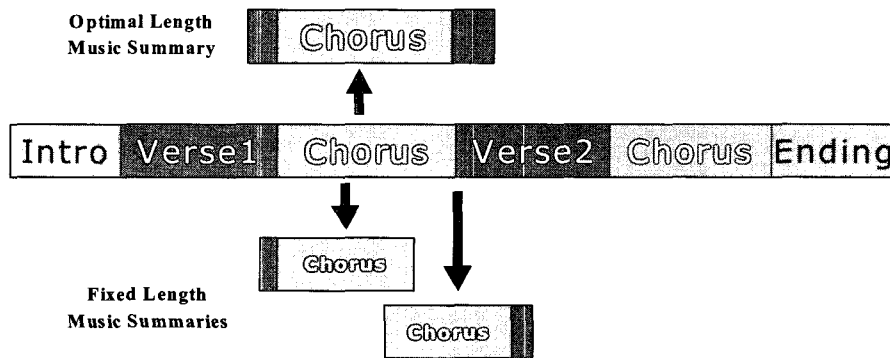 Optimal Length
Music Summary
Chorus
Intro Verse1 Chorus Verse2 Chorus Ending
Chorus
Fixed Length
Music Summaries
Chorus